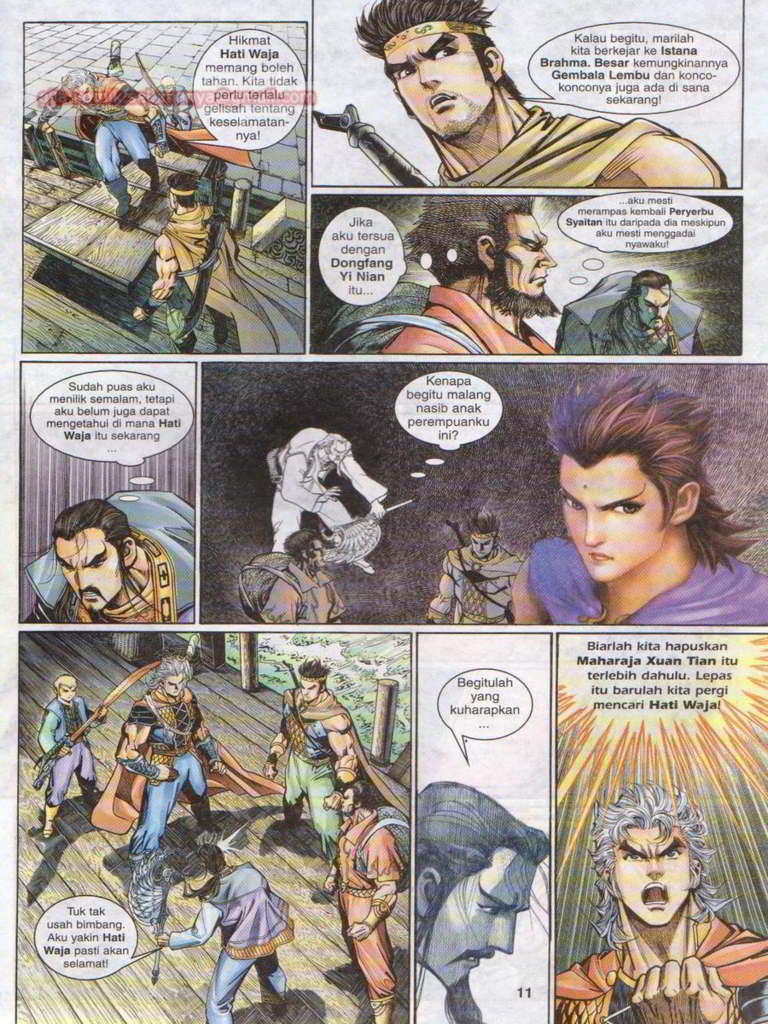 Hikmat
Hati Waja
memang boleh
tahan. Kita tidak
perlu terlalu
gelisah tentang
keselamatan-
nya!
Kalau begitu, marilah
kita berkejar ke Istana
Brahma. Besar kemungkinannya
Gembala Lembu dan konco-
konconya juga ada di sana
sekarang!
Jika
aku tersua
dengan
Dongfang
Yi Nian
itu...
...aku mesti
merampas kembali Peryerbu
Syaitan itu daripada dia meskipun
aku mesti menggadai
nyawaku!
Sudah puas aku
menilik semalam, tetapi
aku belum juga dapat
mengetahui di mana Hati
Waja itu sekarang
...
Kenapa
begitu malang
nasib anak
perempuanku
ini?
Tuk tak
usah bimbang.
Aku yakin Hati
Waja pasti akan
selamat!
Begitulah
yang
kuharapkan
...
Biarlah kita hapuskan
Maharaja Xuan Tian itu
terlebih dahulu. Lepas
itu barulah kita pergi
mencari Hati Waja!
11